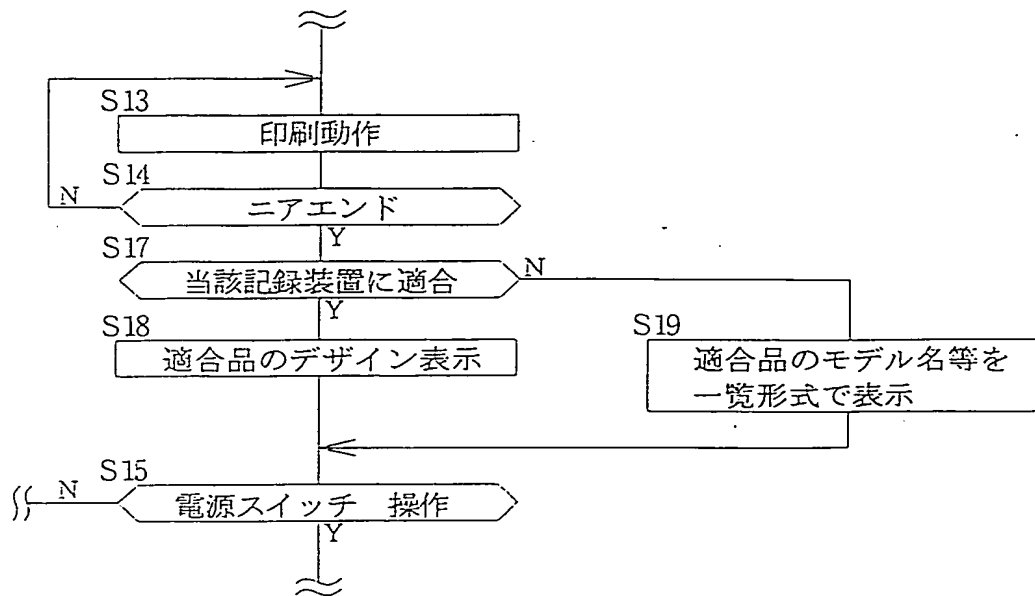 S13
印刷動作
S14
N
ニアエンド
Y
S17
当該記録装置に適合
N
Y
S18
適合品のデザイン表示
S19
適合品のモデル名等を
一覧形式で表示
S15
N
電源スイッチ　操作
Y